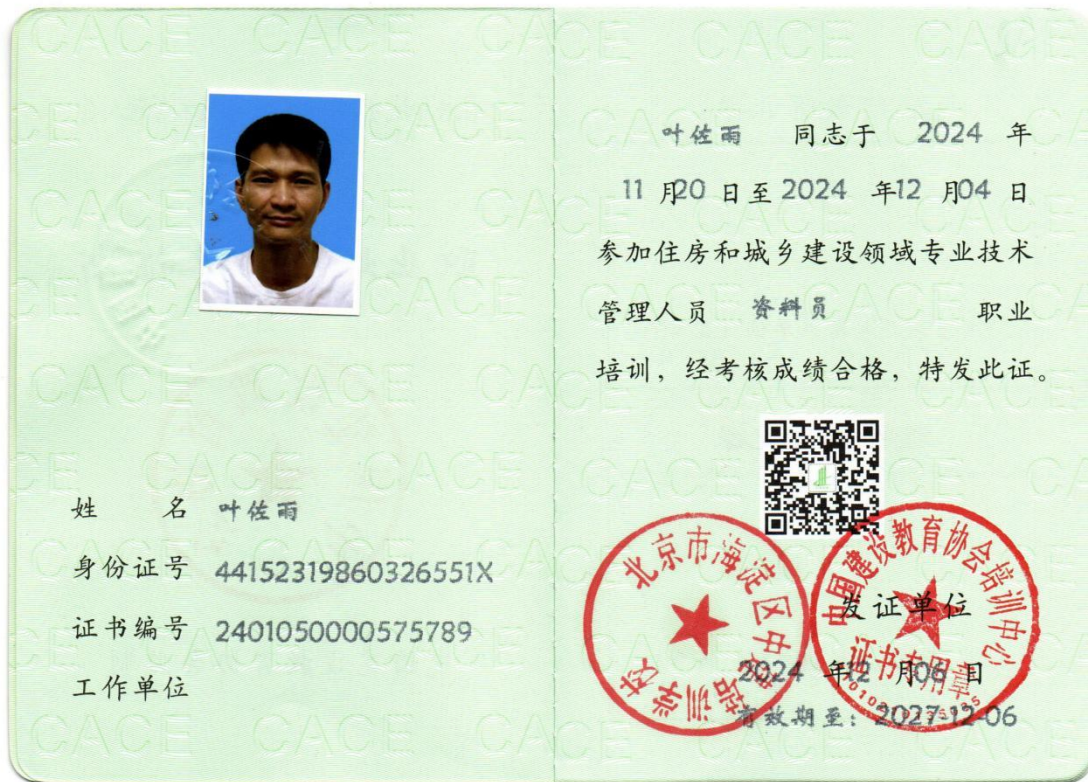 姓 名 叶佐雨
身份证号 44152319860326551X
证书编号 2401050000575789
工作单位
叶佐雨 同志于 2024 年
11 月20 日至 2024 年12 月04 日
参加住房和城乡建设领域专业技术
管理人员 资料员 职业
培训，经考核成绩合格，特发此证。
北京市海淀区中
培训学校
中国建设教育协会培训中心
证书专用章
发证单位
2024 年12 月06 日
有效期至：2027-12-06
CACE